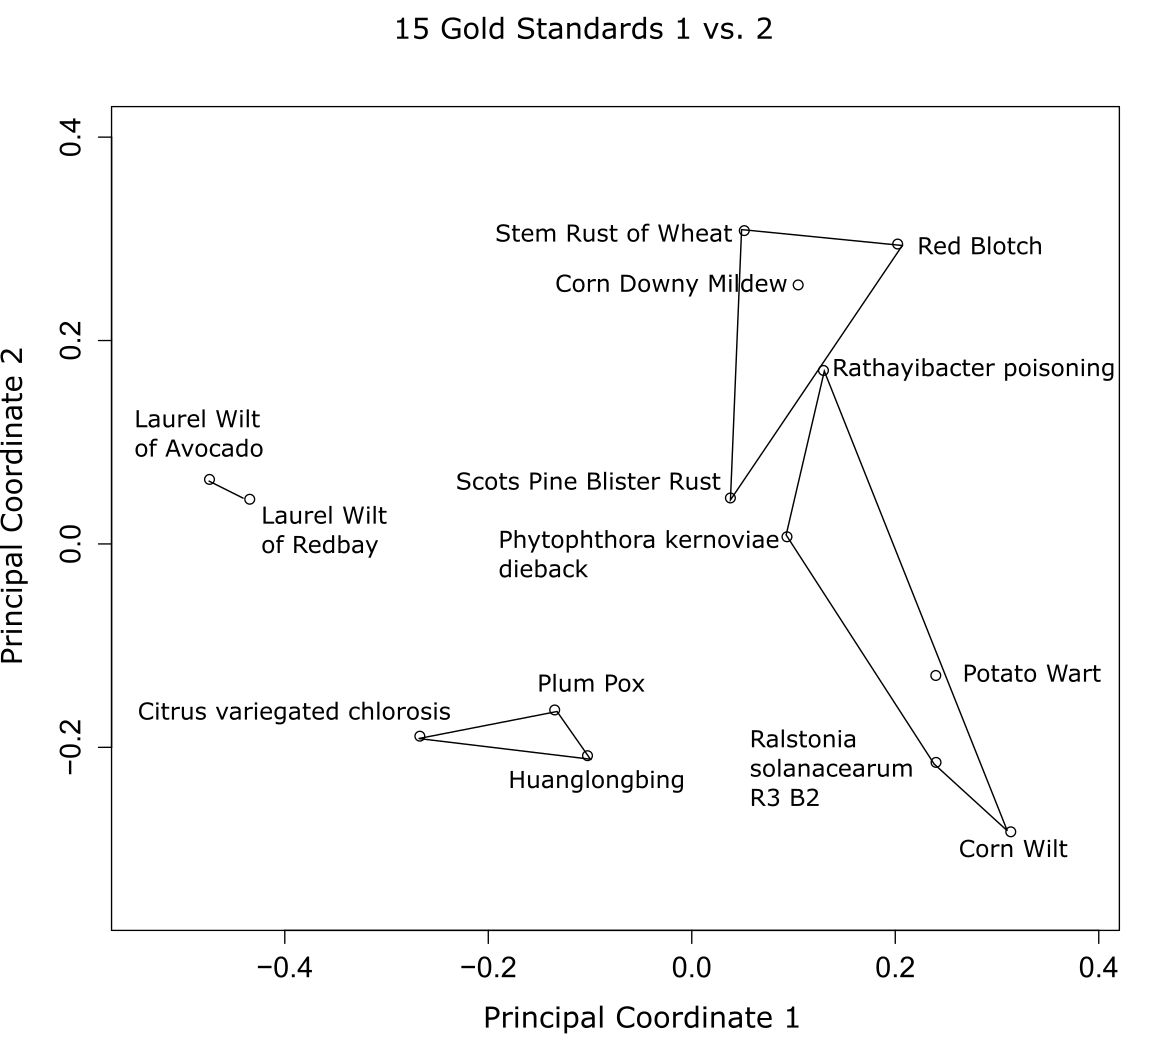 15 Gold Standards 1 vs. 2
0.4
Stem Rust of Wheat
Red Blotch
Corn Downy Mildew
0.2
Rathayibacter poisoning
Laurel Wilt
of Avocado
Scots Pine Blister Rust
Laurel Wilt
of Redbay
0.0
Phytophthora kernoviae
dieback
Principal Coordinate 2
Potato Wart
Plum Pox
Citrus variegated chlorosis
−0.2
Huanglongbing
Ralstonia
solanacearum
R3 B2
Corn Wilt
−0.4
−0.2
0.0
0.2
0.4
Principal Coordinate 1